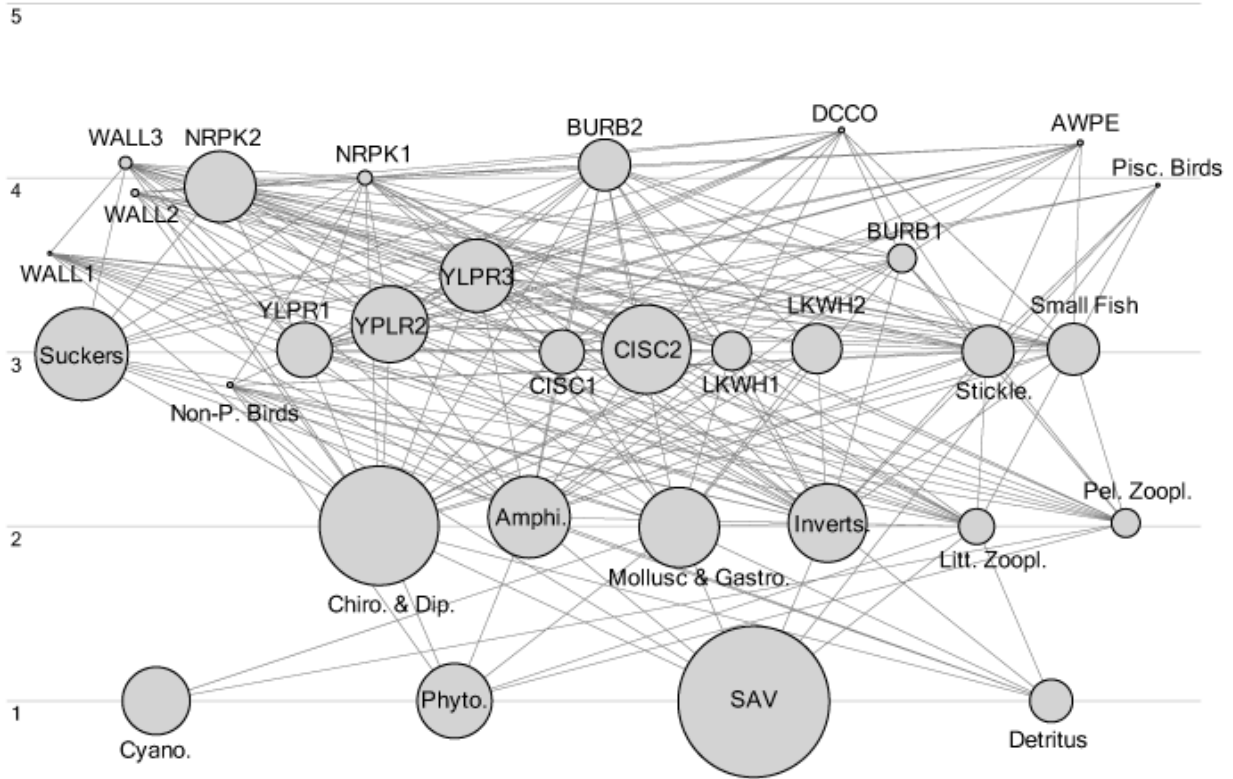 5
DCCO
AWPE
BURB2
WALL3
NRPK2
NRPK1
Pisc. Birds
4
WALL2
BURB1
WALL1
YLPR3
Small Fish
LKWH2
YLPR1
YPLR2
Suckers
CISC2
3
CISC1
LKWH1
Stickle.
Non-P. Birds
Pel. Zoopl.
Amphi.
Inverts.
2
Litt. Zoopl.
Mollusc & Gastro.
Chiro. & Dip.
Phyto.
SAV
1
Detritus
Cyano.